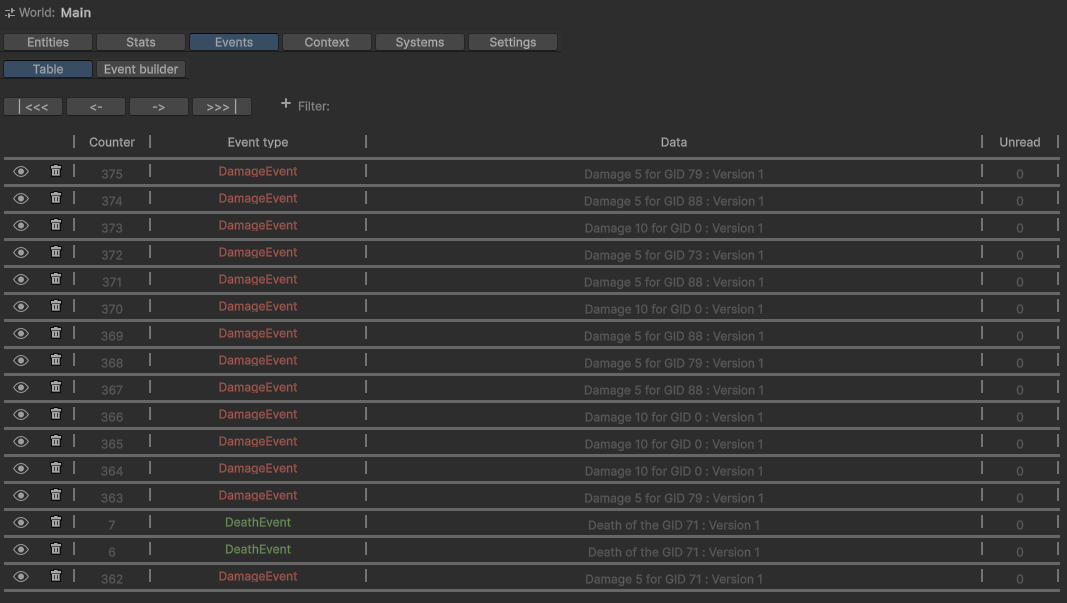 World: Main
Entities Stats Events Context Systems Settings
Table Event builder
|<<< <- -> >>>| + Filter:
Counter Event type Data Unread
375 DamageEvent Damage 5 for GID 79 : Version 1 0
374 DamageEvent Damage 5 for GID 88 : Version 1 0
373 DamageEvent Damage 10 for GID 0 : Version 1 0
372 DamageEvent Damage 5 for GID 73 : Version 1 0
371 DamageEvent Damage 5 for GID 88 : Version 1 0
370 DamageEvent Damage 10 for GID 0 : Version 1 0
369 DamageEvent Damage 5 for GID 88 : Version 1 0
368 DamageEvent Damage 5 for GID 79 : Version 1 0
367 DamageEvent Damage 5 for GID 88 : Version 1 0
366 DamageEvent Damage 10 for GID 0 : Version 1 0
365 DamageEvent Damage 10 for GID 0 : Version 1 0
364 DamageEvent Damage 10 for GID 0 : Version 1 0
363 DamageEvent Damage 5 for GID 79 : Version 1 0
7 DeathEvent Death of the GID 71 : Version 1 0
6 DeathEvent Death of the GID 71 : Version 1 0
362 DamageEvent Damage 5 for GID 71 : Version 1 0